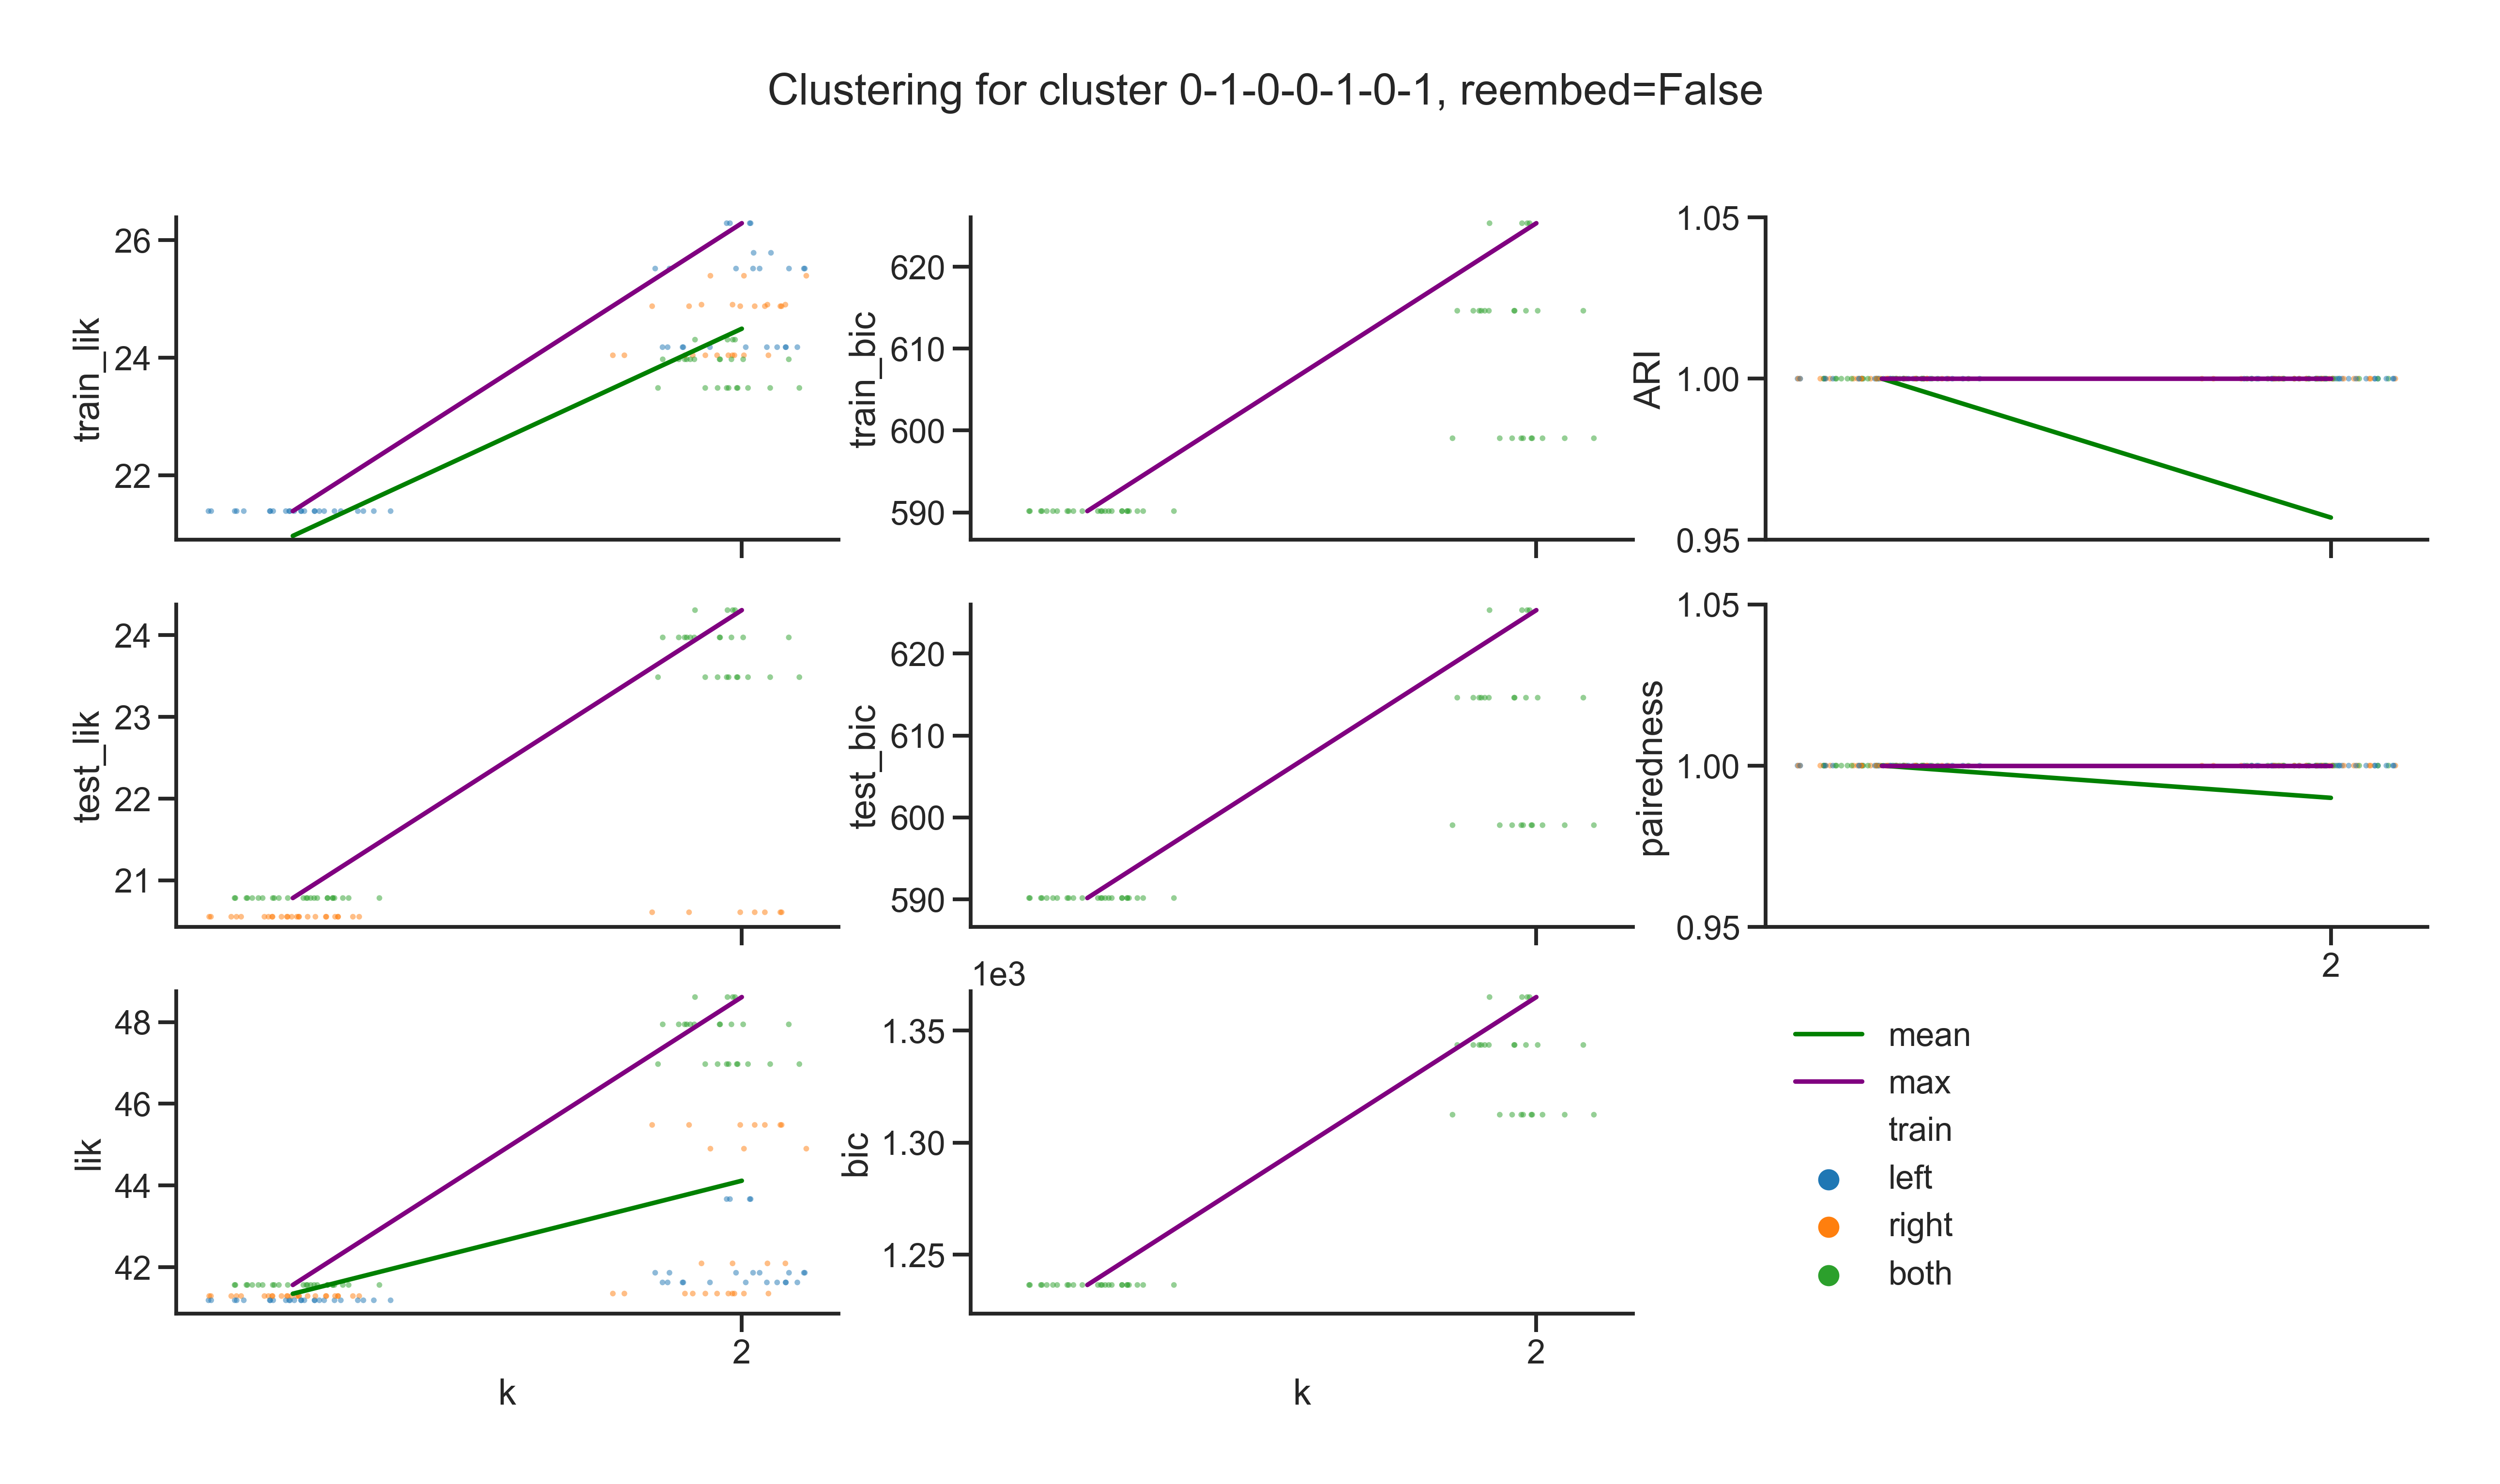 Clustering for cluster 0-1-0-0-1-0-1, reembed=False
train_lik
26
24
22
train_bic
620
610
600
590
ARI
1.05
1.00
0.95
test_lik
24
23
22
21
test_bic
620
610
600
590
pairedness
1.05
1.00
0.95
2
lik
48
46
44
42
2
k
bic
1e3
1.35
1.30
1.25
2
k
mean
max
train
left
right
both